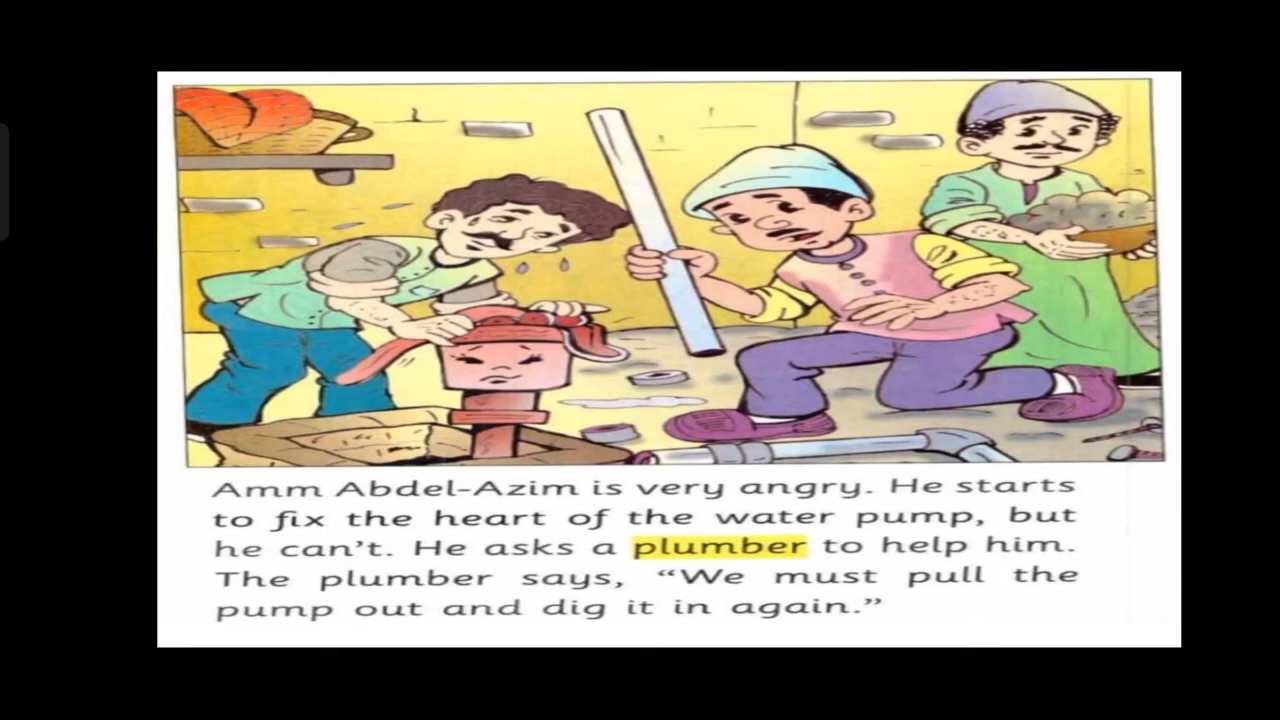 Amm Abdel-Azim is very angry. He starts
to fix the heart of the water pump, but
he can't. He asks a plumber to help him.
The plumber says, “We must pull the
pump out and dig it in again.”